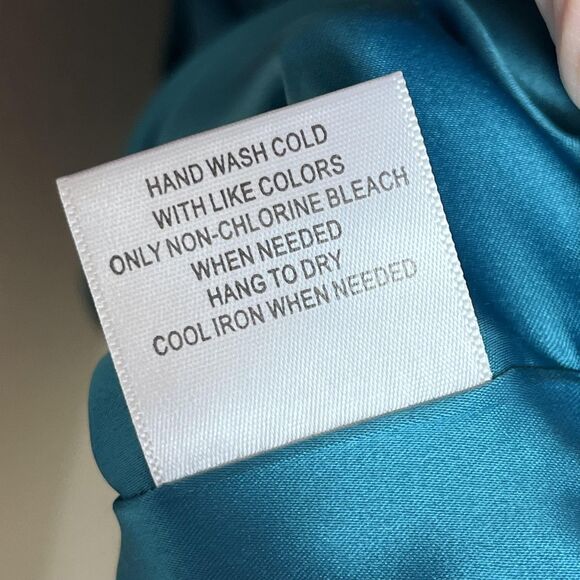 HAND WASH COLD
WITH LIKE COLORS
ONLY NON-CHLORINE BLEACH
WHEN NEEDED
HANG TO DRY
COOL IRON WHEN NEEDED